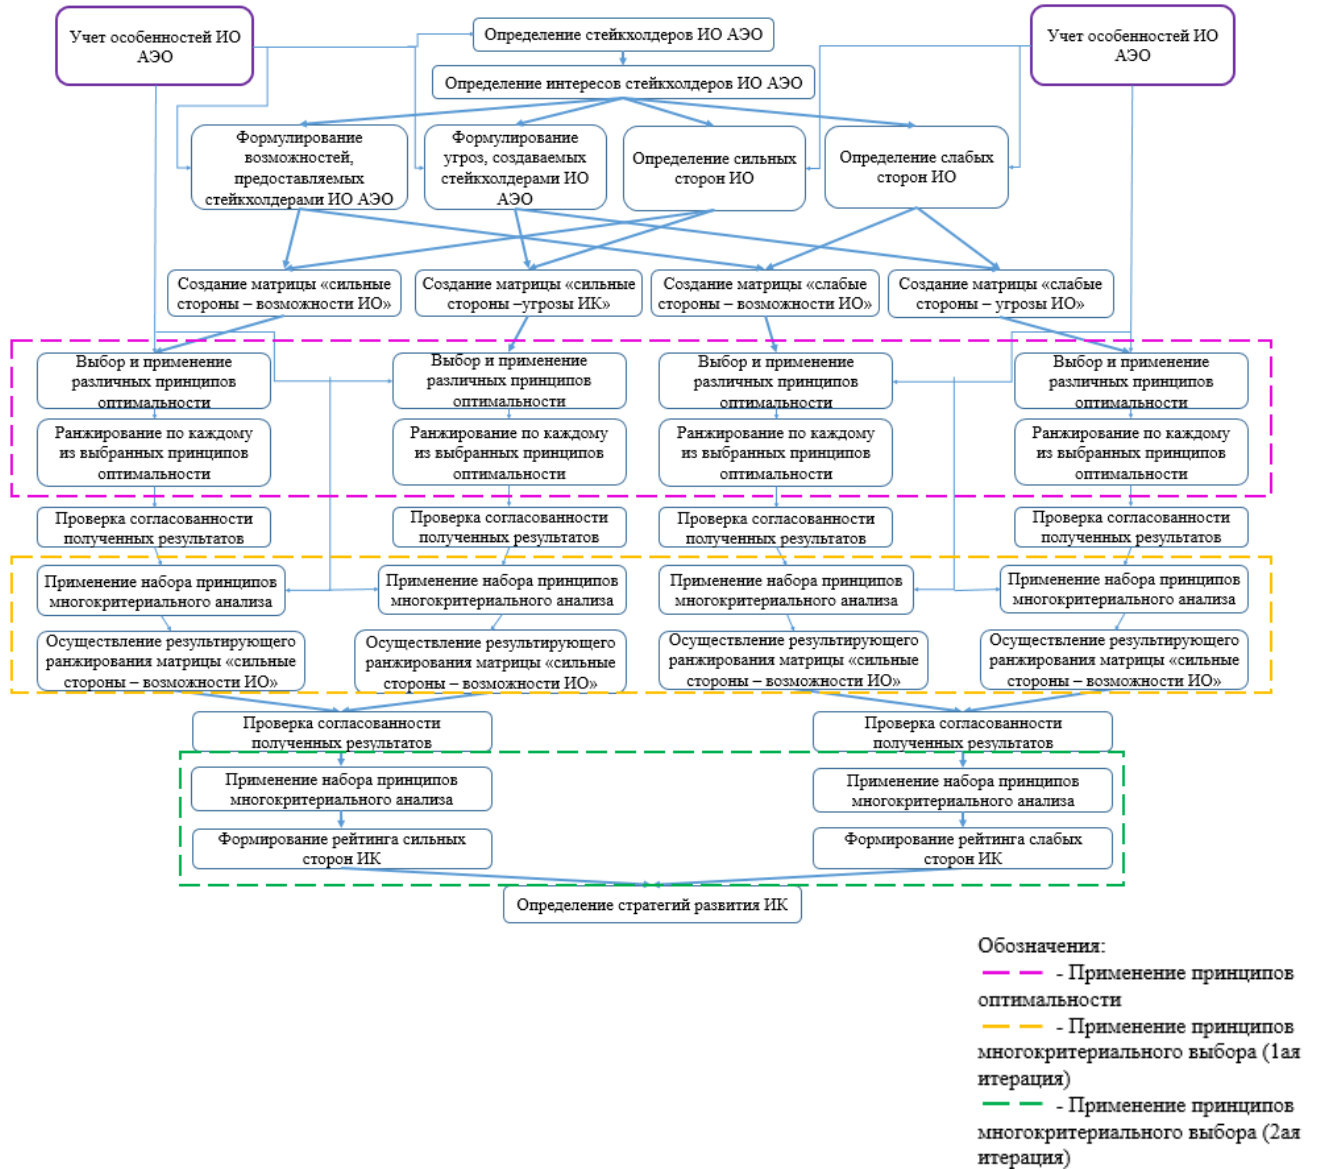 Учет особенностей ИО
АЭО
Определение стейкхолдеров ИО АЭО
Учет особенностей ИО
АЭО
Определение интересов стейкхолдеров ИО АЭО
Формулирование
возможностей,
предоставляемых
стейкхолдерами ИО АЭО
Формулирование
угроз, создаваемых
стейкхолдерами ИО
АЭО
Определение сильных
сторон ИО
Определение слабых
сторон ИО
Создание матрицы «сильные
стороны – возможности ИО»
Создание матрицы «сильные
стороны –угрозы ИК»
Создание матрицы «слабые
стороны – возможности ИО»
Создание матрицы «слабые
стороны – угрозы ИО»
Выбор и применение
различных принципов
оптимальности
Выбор и применение
различных принципов
оптимальности
Выбор и применение
различных принципов
оптимальности
Выбор и применение
различных принципов
оптимальности
Ранжирование по каждому
из выбранных принципов
оптимальности
Ранжирование по каждому
из выбранных принципов
оптимальности
Ранжирование по каждому
из выбранных принципов
оптимальности
Ранжирование по каждому
из выбранных принципов
оптимальности
Проверка согласованности
полученных результатов
Проверка согласованности
полученных результатов
Проверка согласованности
полученных результатов
Проверка согласованности
полученных результатов
Применение набора принципов
многокритериального анализа
Применение набора принципов
многокритериального анализа
Применение набора принципов
многокритериального анализа
Применение набора принципов
многокритериального анализа
Осуществление результирующего
ранжирования матрицы «сильные
стороны – возможности ИО»
Осуществление результирующего
ранжирования матрицы «сильные
стороны – возможности ИО»
Осуществление результирующего
ранжирования матрицы «сильные
стороны – возможности ИО»
Осуществление результирующего
ранжирования матрицы «сильные
стороны – возможности ИО»
Проверка согласованности
полученных результатов
Проверка согласованности
полученных результатов
Применение набора принципов
многокритериального анализа
Применение набора принципов
многокритериального анализа
Формирование рейтинга сильных
сторон ИК
Формирование рейтинга слабых
сторон ИК
Определение стратегий развития ИК
Обозначения:
- Применение принципов
оптимальности
- Применение принципов
многокритериального выбора (1ая
итерация)
- Применение принципов
многокритериального выбора (2ая
итерация)